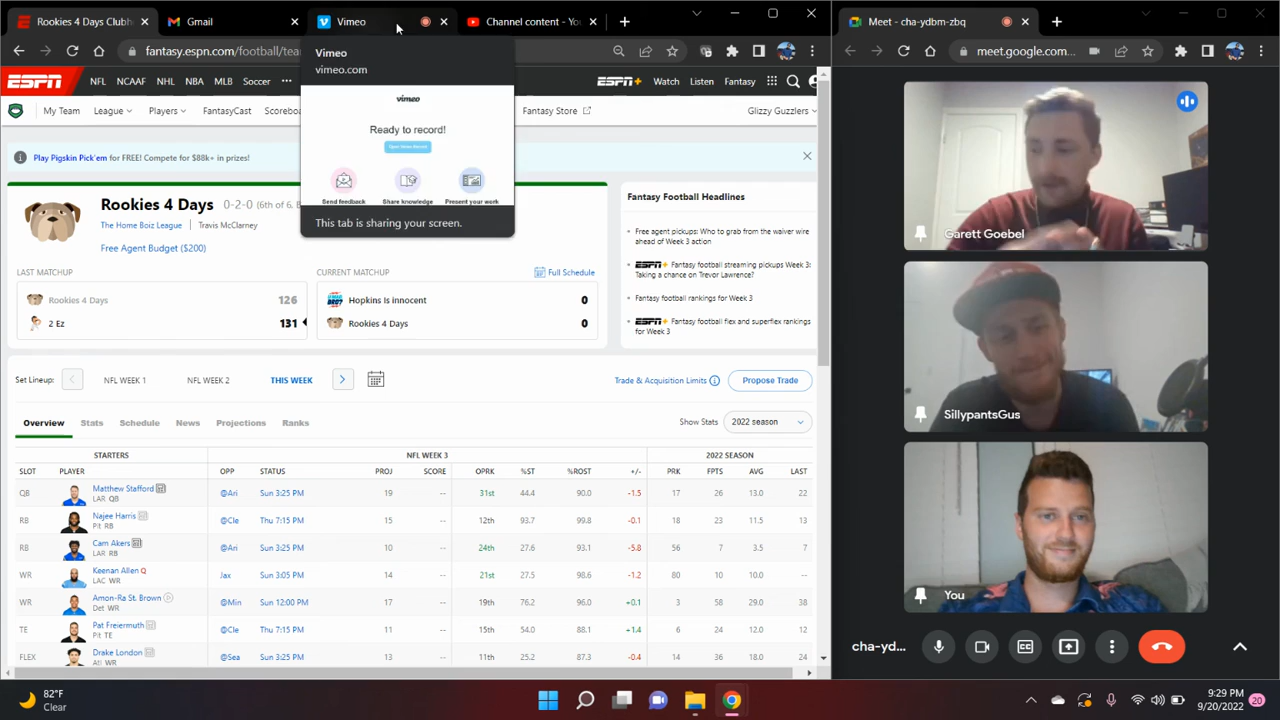 Rookies 4 Days Clubh
Gmail
Vimeo
Channel content - Yo
Meet - cha-ydbm-zbq
fantasy.espn.com/football/tea
meet.google.com
Vimeo
vimeo.com
vimeo
Ready to record!
Open Vimeo Record
Send feedback
Share knowledge
Present your work
This tab is sharing your screen.
ESPN
NFL NCAAF NHL NBA MLB Soccer
ESPN+ Watch Listen Fantasy
My Team League Players FantasyCast Scoreboa
Fantasy Store
Glizzy Guzzlers
Play Pigskin Pick'em for FREE! Compete for $88k+ in prizes!
Rookies 4 Days 0-2-0 (6th of 6.
The Home Boiz League | Travis McClarney
Free Agent Budget ($200)
LAST MATCHUP
Rookies 4 Days 126
2 Ez 131
CURRENT MATCHUP Full Schedule
Hopkins Is innocent 0
Rookies 4 Days 0
Fantasy Football Headlines
Free agent pickups: Who to grab from the waiver wire
ahead of Week 3 action
ESPN+ Fantasy football streaming pickups Week 3:
Taking a chance on Trevor Lawrence?
Fantasy football rankings for Week 3
ESPN+ Fantasy football flex and superflex rankings
for Week 3
Set Lineup: NFL WEEK 1 NFL WEEK 2 THIS WEEK
Trade & Acquisition Limits Propose Trade
Overview Stats Schedule News Projections Ranks
Show Stats 2022 season
STARTERS NFL WEEK 3 2022 SEASON
SLOT PLAYER OPP STATUS PROJ SCORE OPRK %ST %ROST +/- PRK FPTS AVG LAST
QB Matthew Stafford LAR QB @Ari Sun 3:25 PM 19 -- 31st 44.4 90.0 -1.5 17 26 13.0 22
RB Najee Harris Pit RB @Cle Thu 7:15 PM 15 -- 12th 93.7 99.8 -0.1 18 23 11.5 13
RB Cam Akers LAR RB @Ari Sun 3:25 PM 10 -- 24th 27.6 93.1 -5.8 56 7 3.5 7
WR Keenan Allen Q LAC WR Jax Sun 3:05 PM 14 -- 21st 27.5 98.6 -1.2 80 10 10.0 --
WR Amon-Ra St. Brown Det WR @Min Sun 12:00 PM 17 -- 19th 76.2 96.0 +0.1 3 58 29.0 38
TE Pat Freiermuth Pit TE @Cle Thu 7:15 PM 11 -- 15th 54.0 88.1 +1.4 6 24 12.0 12
FLEX Drake London Atl WR @Sea Sun 3:25 PM 13 -- 11th 25.2 87.3 -0.4 14 36 18.0 24
Garett Goebel
SillypantsGus
You
cha-yd...
82°F
Clear
9:29 PM
9/20/2022
20